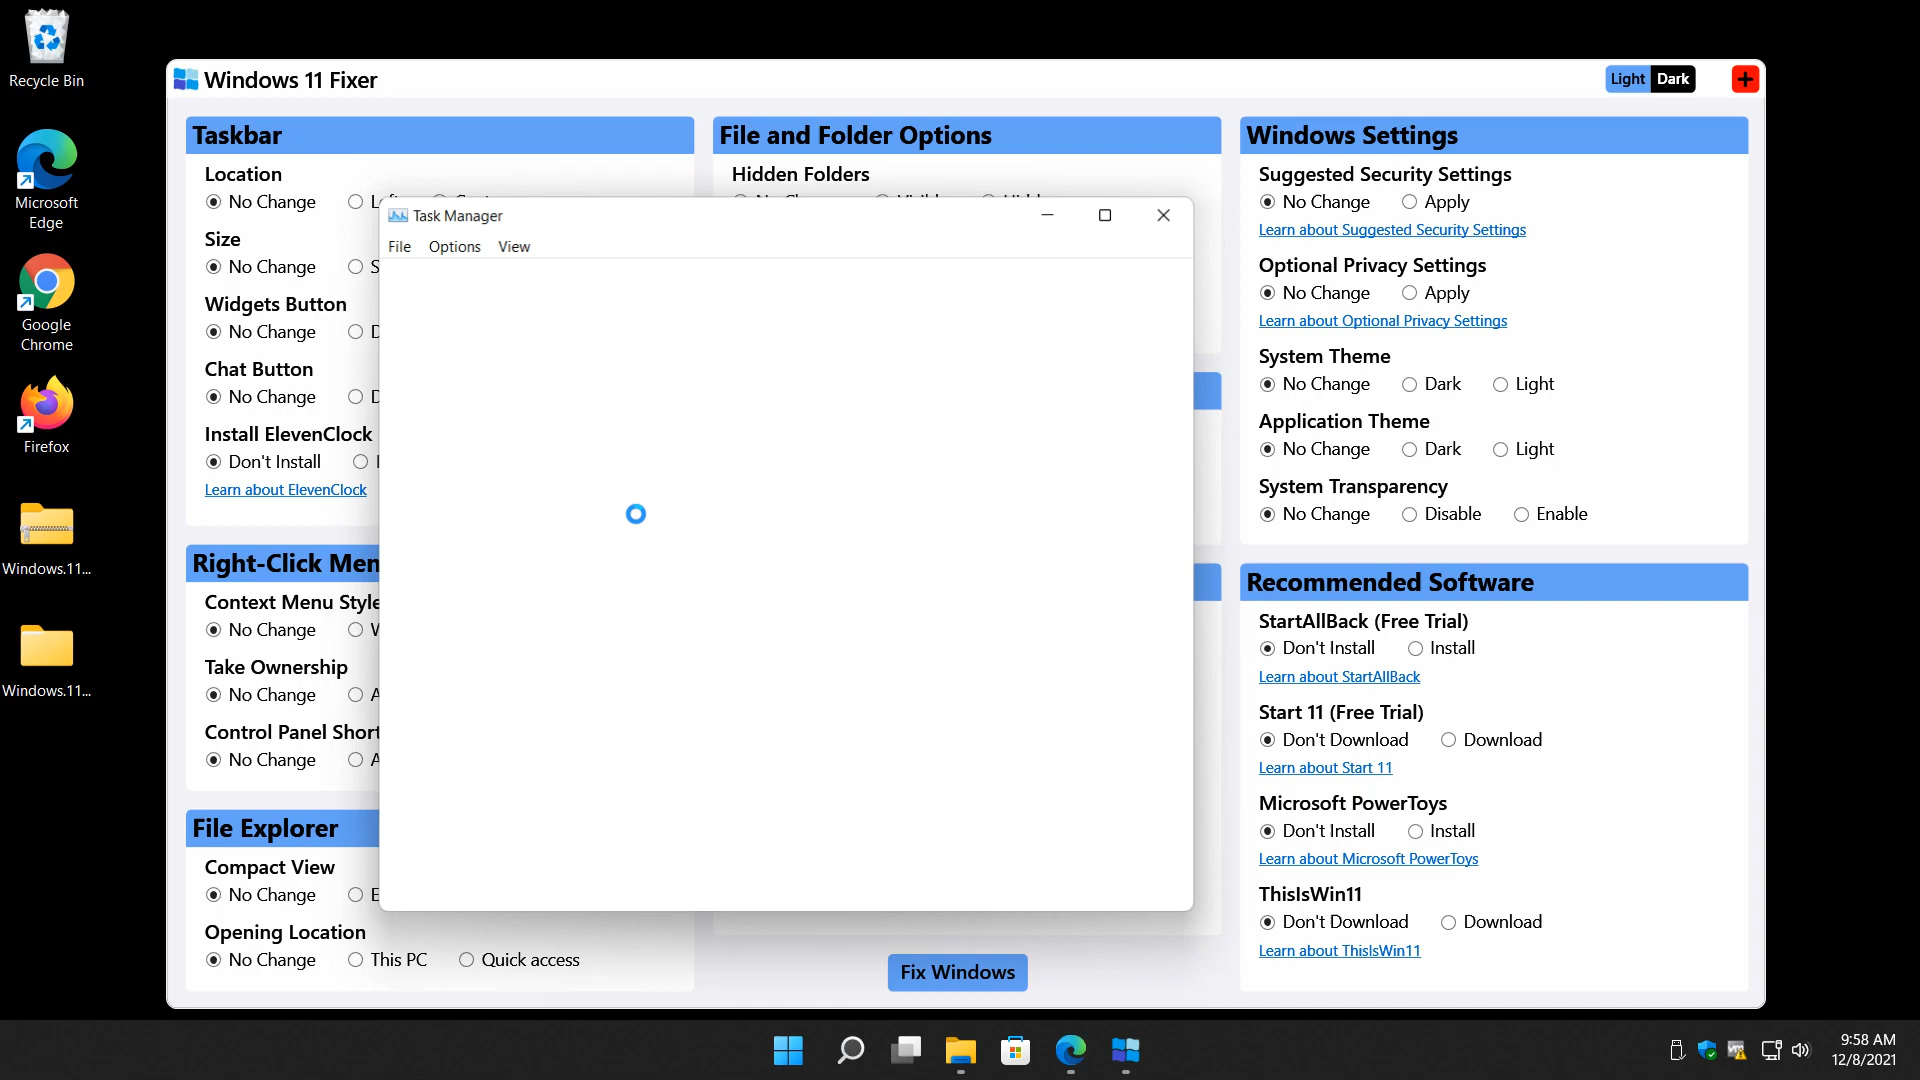 Recycle Bin
Microsoft
Edge
Google
Chrome
Firefox
Windows.11...
Windows.11...
Windows 11 Fixer
Light Dark
Taskbar
Location
No Change
Size
No Change
Widgets Button
No Change
Chat Button
No Change
Install ElevenClock
Don't Install
Learn about ElevenClock
Right-Click Men
Context Menu Style
No Change
Take Ownership
No Change
Control Panel Short
No Change
File Explorer
Compact View
No Change
Opening Location
No Change This PC Quick access
File and Folder Options
Hidden Folders
Task Manager
File Options View
Fix Windows
Windows Settings
Suggested Security Settings
No Change Apply
Learn about Suggested Security Settings
Optional Privacy Settings
No Change Apply
Learn about Optional Privacy Settings
System Theme
No Change Dark Light
Application Theme
No Change Dark Light
System Transparency
No Change Disable Enable
Recommended Software
StartAllBack (Free Trial)
Don't Install Install
Learn about StartAllBack
Start 11 (Free Trial)
Don't Download Download
Learn about Start 11
Microsoft PowerToys
Don't Install Install
Learn about Microsoft PowerToys
ThisIsWin11
Don't Download Download
Learn about ThisIsWin11
9:58 AM
12/8/2021